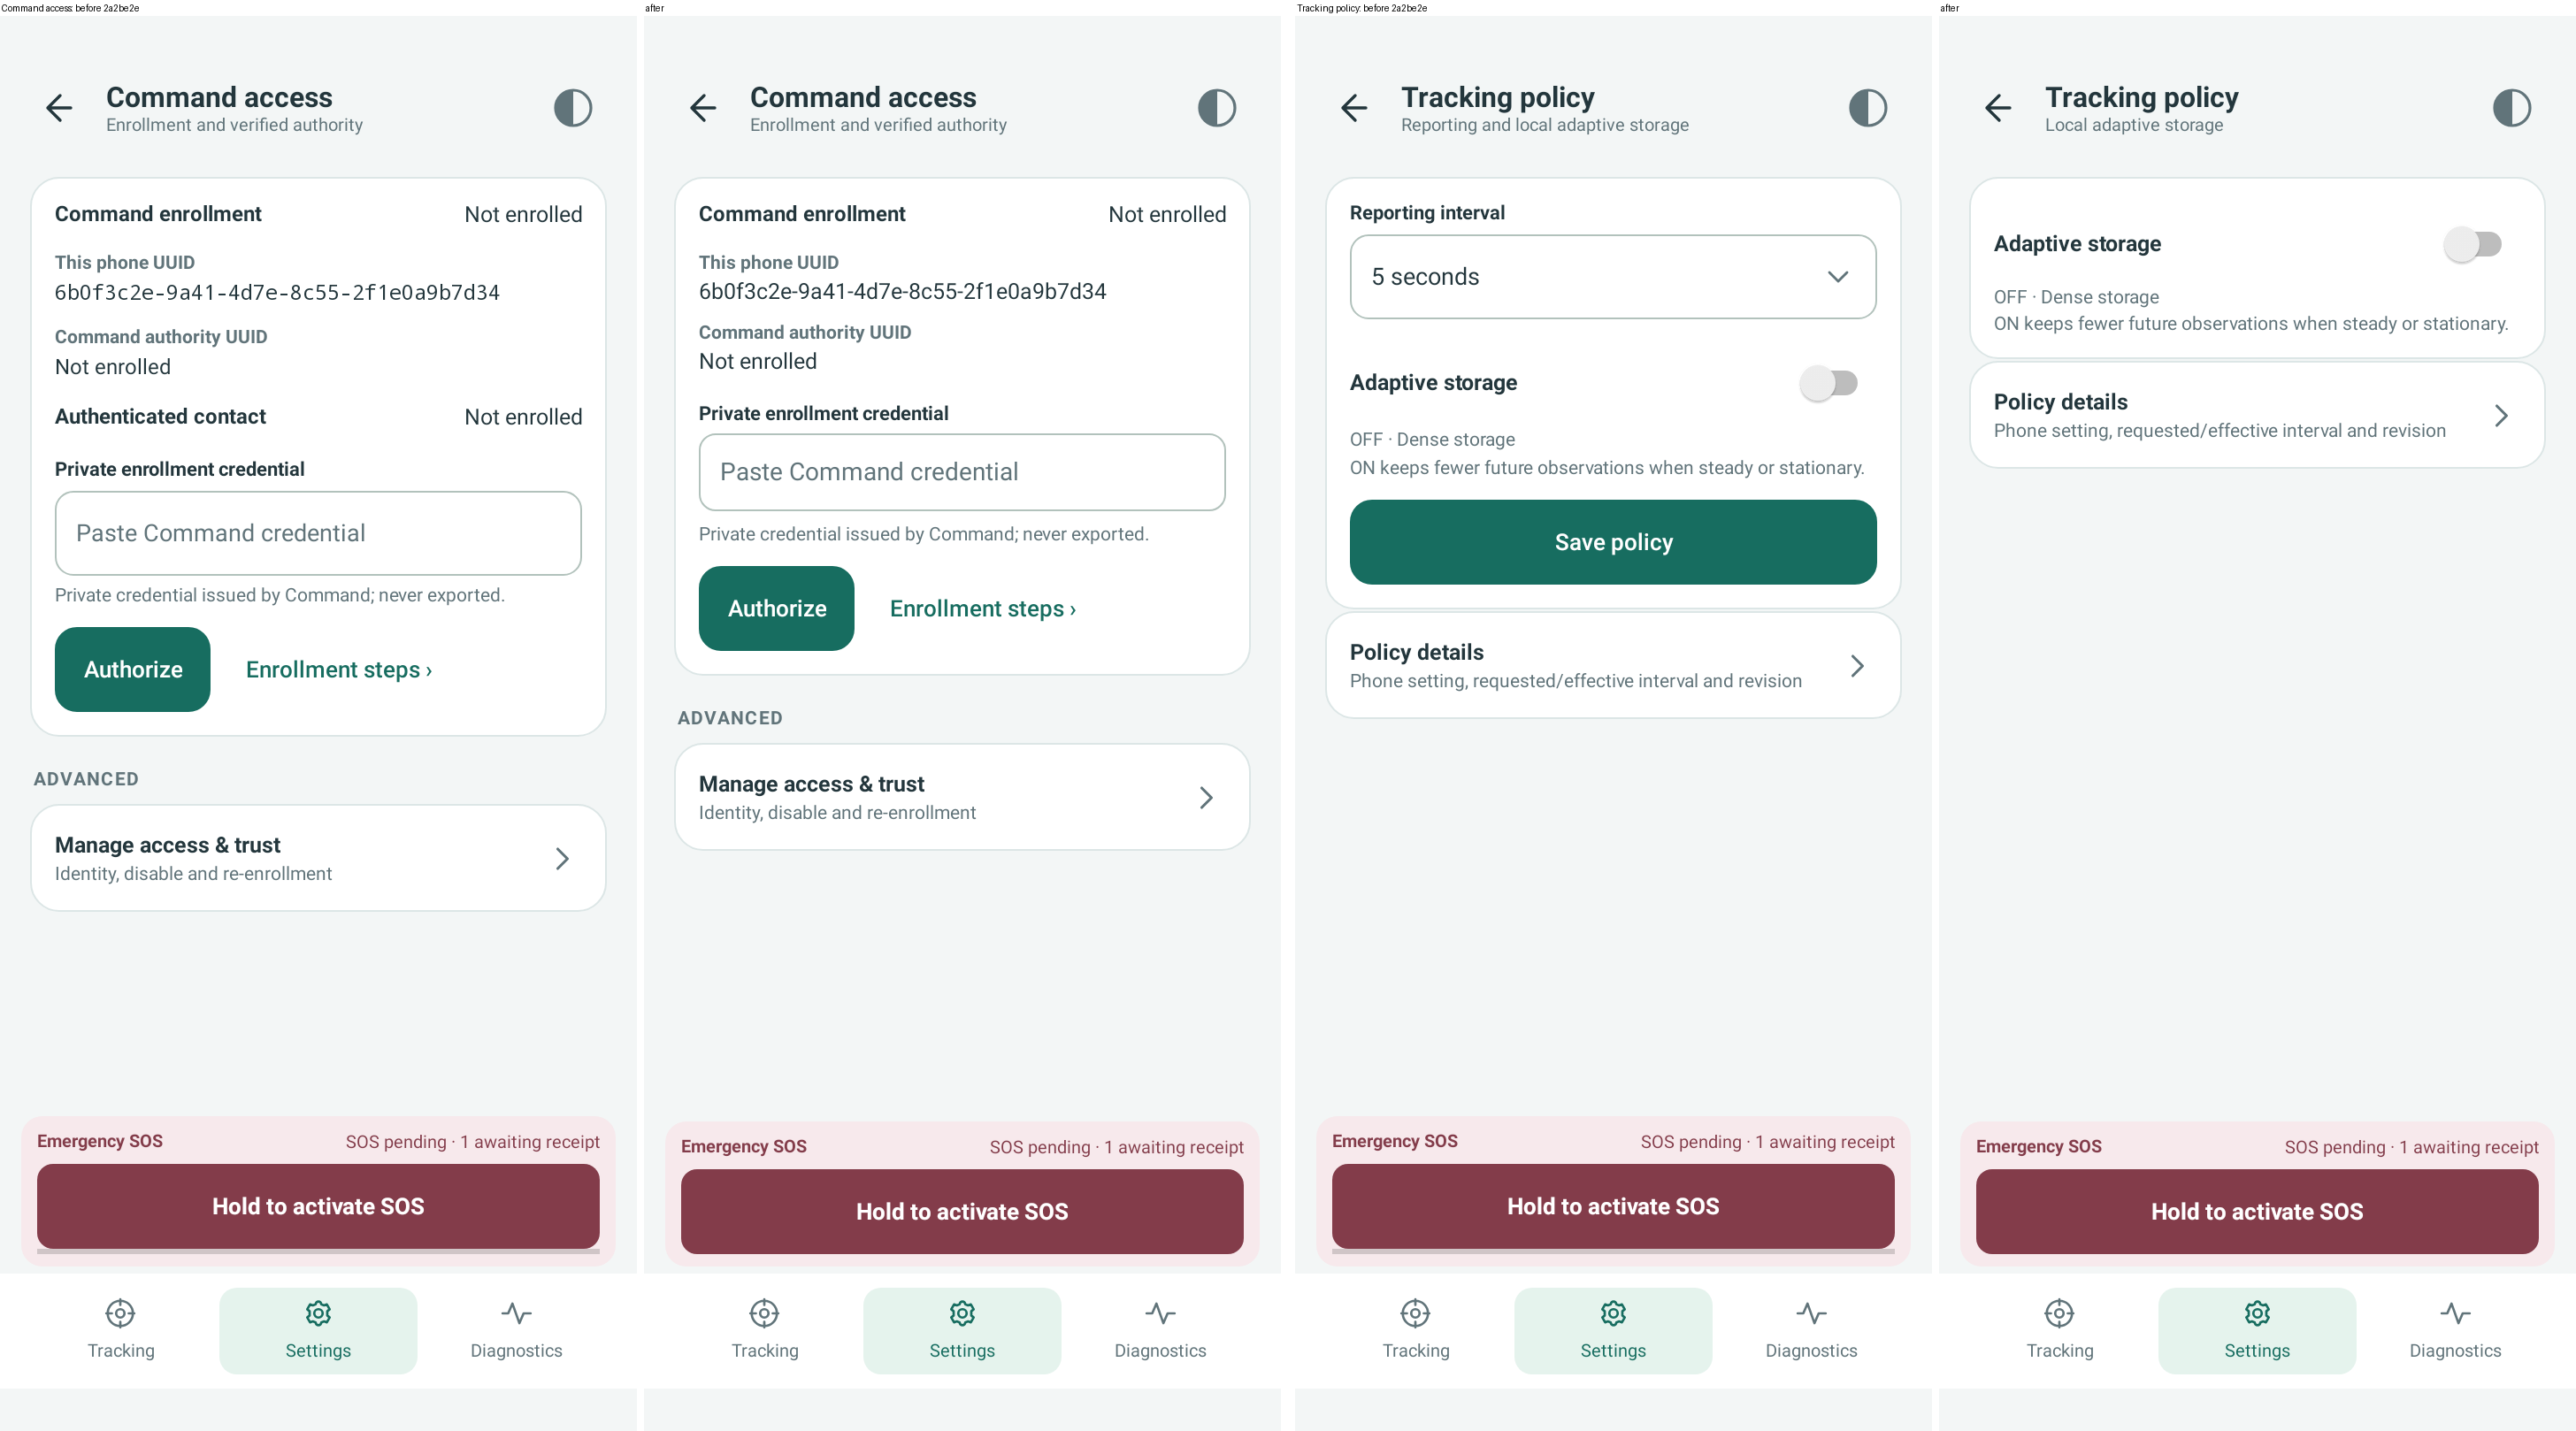 Command access: before 2a2be2e
Command access
Enrollment and verified authority
Command enrollment Not enrolled
This phone UUID
6b0f3c2e-9a41-4d7e-8c55-2f1e0a9b7d34
Command authority UUID
Not enrolled
Authenticated contact Not enrolled
Private enrollment credential
Paste Command credential
Private credential issued by Command; never exported.
Authorize Enrollment steps ›
ADVANCED
Manage access & trust
Identity, disable and re-enrollment
Emergency SOS SOS pending · 1 awaiting receipt
Hold to activate SOS
Tracking Settings Diagnostics
after
Command access
Enrollment and verified authority
Command enrollment Not enrolled
This phone UUID
6b0f3c2e-9a41-4d7e-8c55-2f1e0a9b7d34
Command authority UUID
Not enrolled
Private enrollment credential
Paste Command credential
Private credential issued by Command; never exported.
Authorize Enrollment steps ›
ADVANCED
Manage access & trust
Identity, disable and re-enrollment
Emergency SOS SOS pending · 1 awaiting receipt
Hold to activate SOS
Tracking Settings Diagnostics
Tracking policy: before 2a2be2e
Tracking policy
Reporting and local adaptive storage
Reporting interval
5 seconds
Adaptive storage
OFF · Dense storage
ON keeps fewer future observations when steady or stationary.
Save policy
Policy details
Phone setting, requested/effective interval and revision
Emergency SOS SOS pending · 1 awaiting receipt
Hold to activate SOS
Tracking Settings Diagnostics
after
Tracking policy
Local adaptive storage
Adaptive storage
OFF · Dense storage
ON keeps fewer future observations when steady or stationary.
Policy details
Phone setting, requested/effective interval and revision
Emergency SOS SOS pending · 1 awaiting receipt
Hold to activate SOS
Tracking Settings Diagnostics